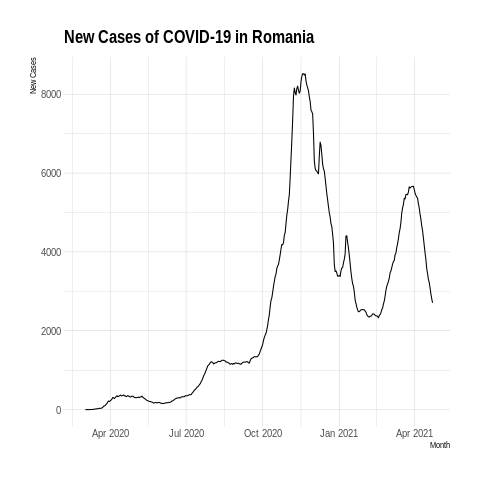 New Cases of COVID-19 in Romania
New Cases
8000
6000
4000
2000
0
Apr 2020 Jul 2020 Oct 2020 Jan 2021 Apr 2021
Month